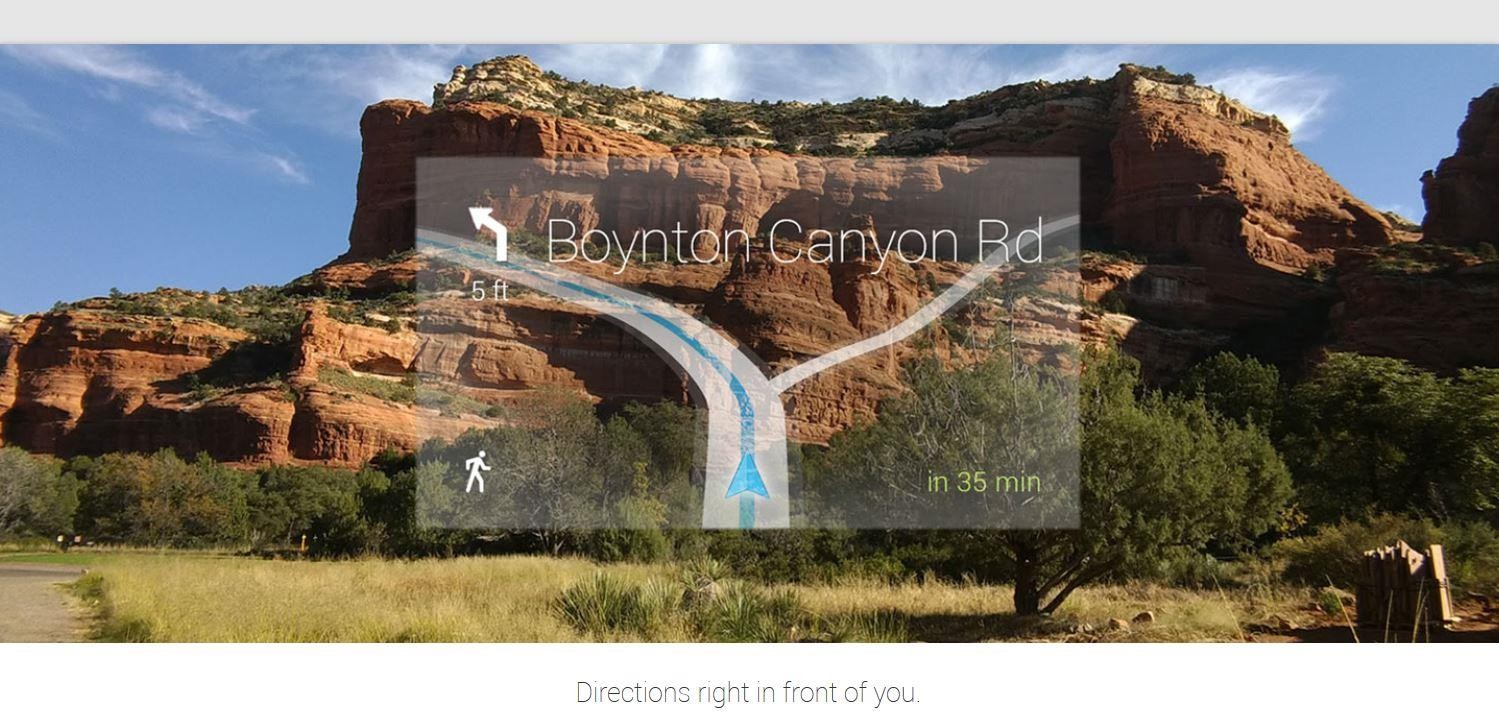 Boynton Canyon Rd
5 ft
in 35 min
Directions right in front of you.